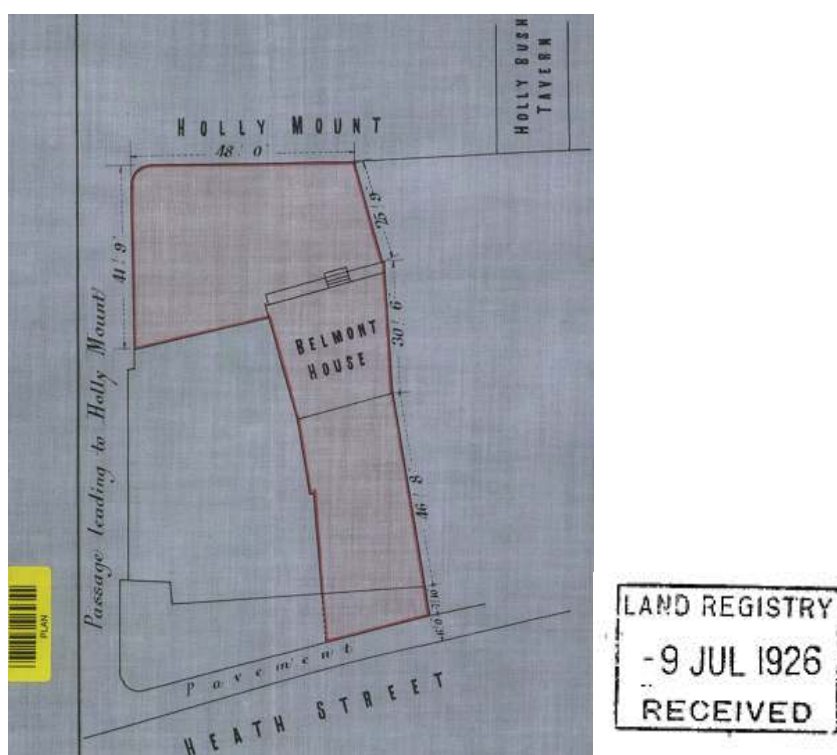 HOLLY BUSH
TAVERN
HOLLY MOUNT
48' 0"
25' 9"
41' 9"
30' 6"
BELMONT
HOUSE
Passage leading to Holly Mount
46' 8"
pavement
HEATH STREET
PLAN
LAND REGISTRY
-9 JUL 1926
RECEIVED